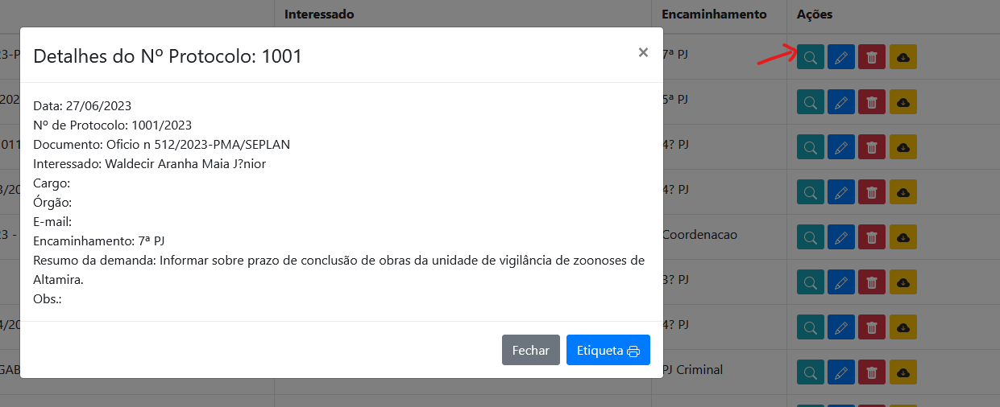 Interessado
Encaminhamento
Ações
Detalhes do Nº Protocolo: 1001
×
Data: 27/06/2023
Nº de Protocolo: 1001/2023
Documento: Oficio n 512/2023-PMA/SEPLAN
Interessado: Waldecir Aranha Maia J?nior
Cargo:
Órgão:
E-mail:
Encaminhamento: 7ª PJ
Resumo da demanda: Informar sobre prazo de conclusão de obras da unidade de vigilância de zoonoses de
Altamira.
Obs.:
Fechar
Etiqueta
23-P
7ª PJ
202
5ª PJ
011
4? PJ
3/20
4? PJ
23 -
Coordenacao
3? PJ
4/20
4? PJ
GAB
PJ Criminal